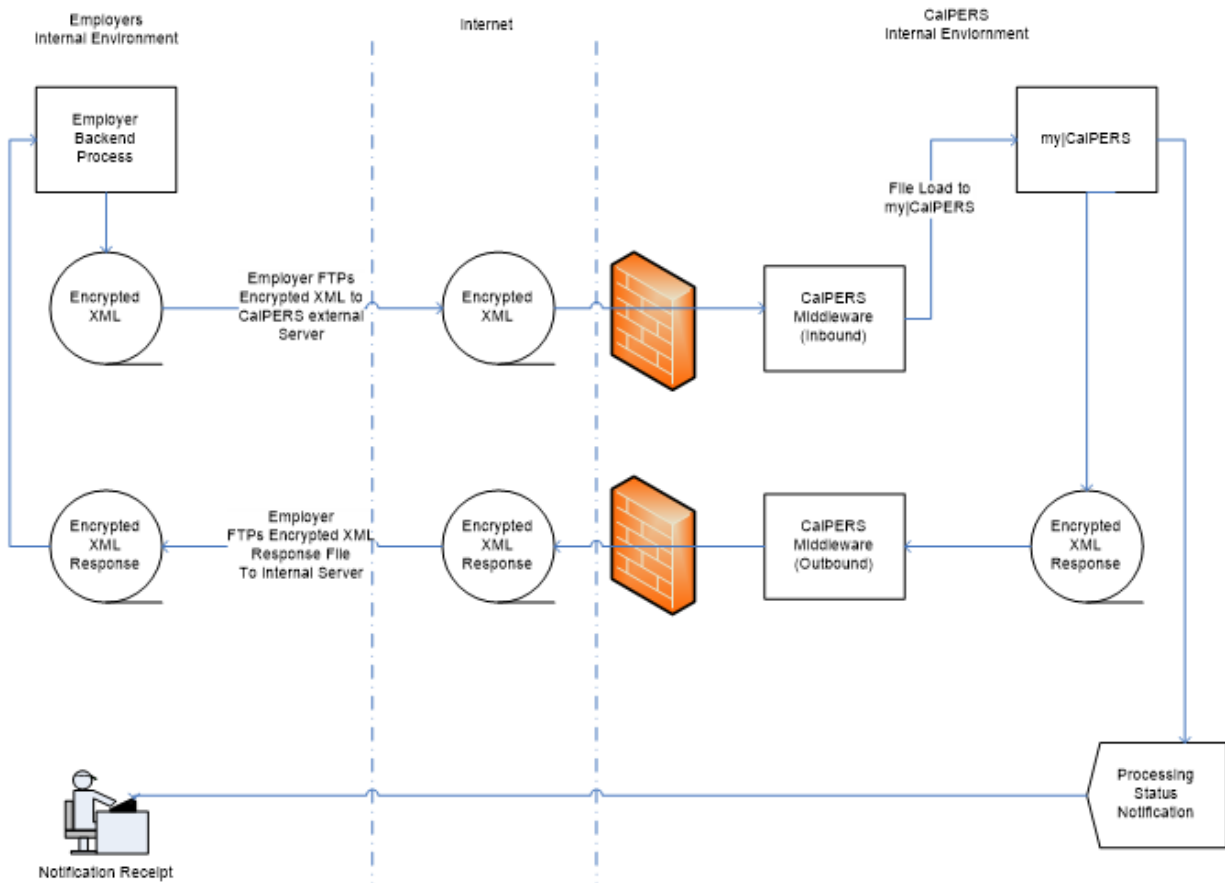 Employers
Internal Environment
Internet
CalPERS
Internal Enviornment
Employer
Backend
Process
my|CalPERS
File Load to
my|CalPERS
Encrypted
XML
Employer FTPs
Encrypted XML to
CalPERS external
Server
Encrypted
XML
CalPERS
Middleware
(Inbound)
Encrypted
XML
Response
Employer
FTPs Encrypted XML
Response File
To Internal Server
Encrypted
XML
Response
CalPERS
Middleware
(Outbound)
Encrypted
XML
Response
Processing
Status
Notification
Notification Receipt